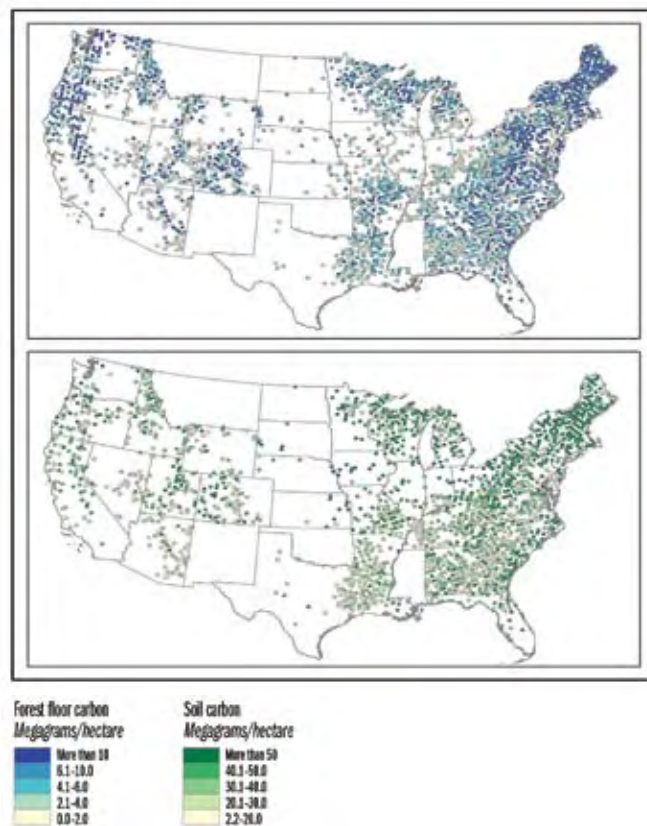 Forest floor carbon
Megagrams/hectare
More than 10
6.1-10.0
4.1-6.0
2.1-4.0
0.0-2.0
Soil carbon
Megagrams/hectare
More than 50
40.1-50.0
30.1-40.0
20.1-30.0
2.2-20.0